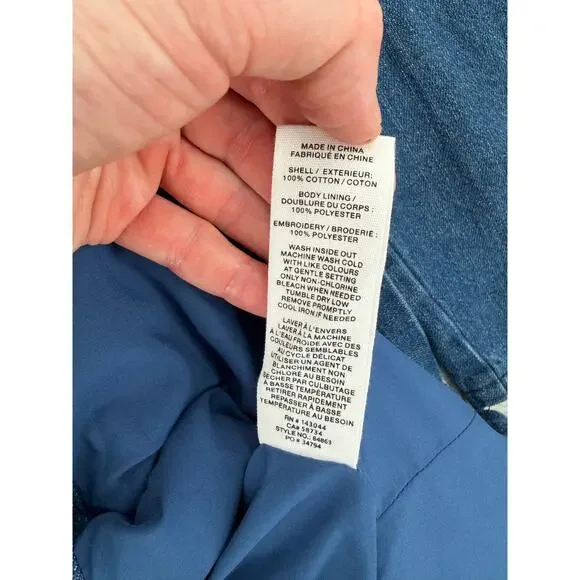 MADE IN CHINA
FABRIQUÉ EN CHINE
SHELL / EXTERIEUR:
100% COTTON / COTON
BODY LINING /
DOUBLURE DU CORPS :
100% POLYESTER
EMBROIDERY / BRODERIE :
100% POLYESTER
WASH INSIDE OUT
MACHINE WASH COLD
WITH LIKE COLOURS
AT GENTLE SETTING
ONLY NON-CHLORINE
BLEACH WHEN NEEDED
TUMBLE DRY LOW
REMOVE PROMPTLY
COOL IRON IF NEEDED
LAVER À L'ENVERS
LAVER À LA MACHINE
À L'EAU FROIDE AVEC DES
COULEURS SEMBLABLES
AU CYCLE DÉLICAT
UTILISER UN AGENT DE
BLANCHIMENT NON
CHLORÉ AU BESOIN
SÉCHER PAR CULBUTAGE
À BASSE TEMPÉRATURE
RETIRER RAPIDEMENT
REPASSER À BASSE
TEMPÉRATURE AU BESOIN
RN# 143044
CA# 58734
STYLE NO.: 84863
PO # 34794